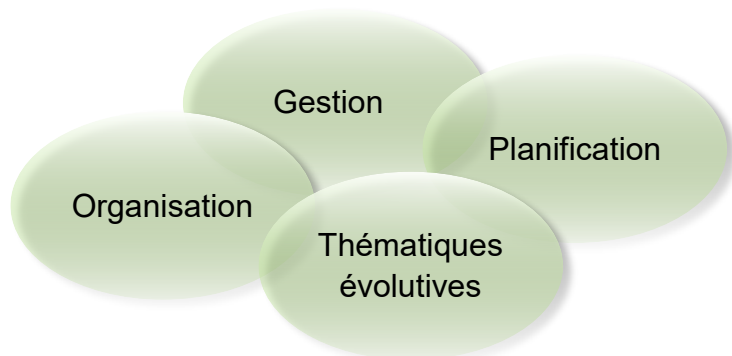 Gestion
Planification
Organisation
Thématiques
évolutives